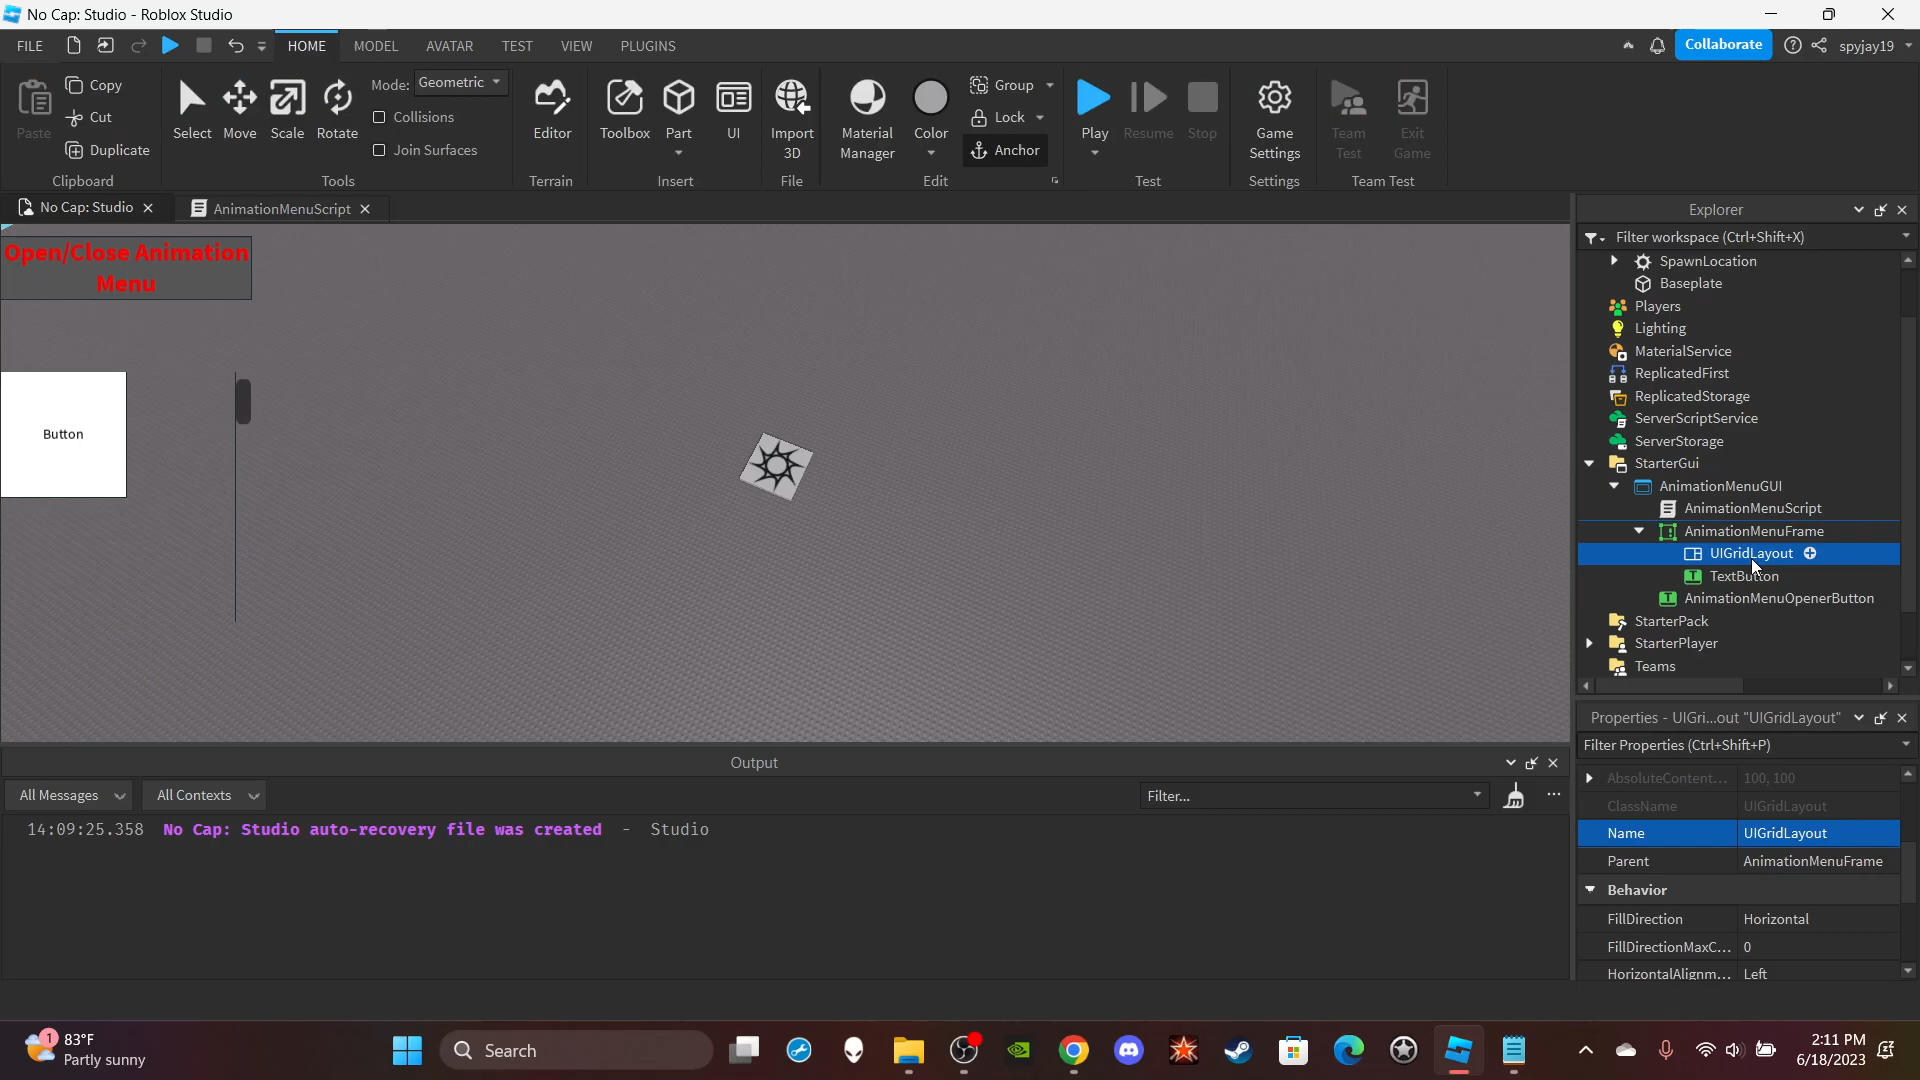 No Cap: Studio - Roblox Studio
FILE
HOME
MODEL
AVATAR
TEST
VIEW
PLUGINS
Collaborate
spyjay19
Paste
Copy
Cut
Duplicate
Clipboard
Select
Move
Scale
Rotate
Mode:
Geometric
Collisions
Join Surfaces
Tools
Editor
Terrain
Toolbox
Part
UI
Insert
Import
3D
File
Material
Manager
Color
Group
Lock
Anchor
Edit
Play
Resume
Stop
Test
Game
Settings
Settings
Team
Test
Exit
Game
Team Test
No Cap: Studio
AnimationMenuScript
Open/Close Animation
Menu
Button
Explorer
Filter workspace (Ctrl+Shift+X)
SpawnLocation
Baseplate
Players
Lighting
MaterialService
ReplicatedFirst
ReplicatedStorage
ServerScriptService
ServerStorage
StarterGui
AnimationMenuGUI
AnimationMenuScript
AnimationMenuFrame
UIGridLayout
TextButton
AnimationMenuOpenerButton
StarterPack
StarterPlayer
Teams
Properties - UIGri...out "UIGridLayout"
Filter Properties (Ctrl+Shift+P)
AbsoluteContent... 100, 100
ClassName UIGridLayout
Name UIGridLayout
Parent AnimationMenuFrame
Behavior
FillDirection Horizontal
FillDirectionMaxC... 0
HorizontalAlignm... Left
Output
All Messages
All Contexts
Filter...
14:09:25.358 No Cap: Studio auto-recovery file was created - Studio
1
83°F
Partly sunny
Search
2:11 PM
6/18/2023